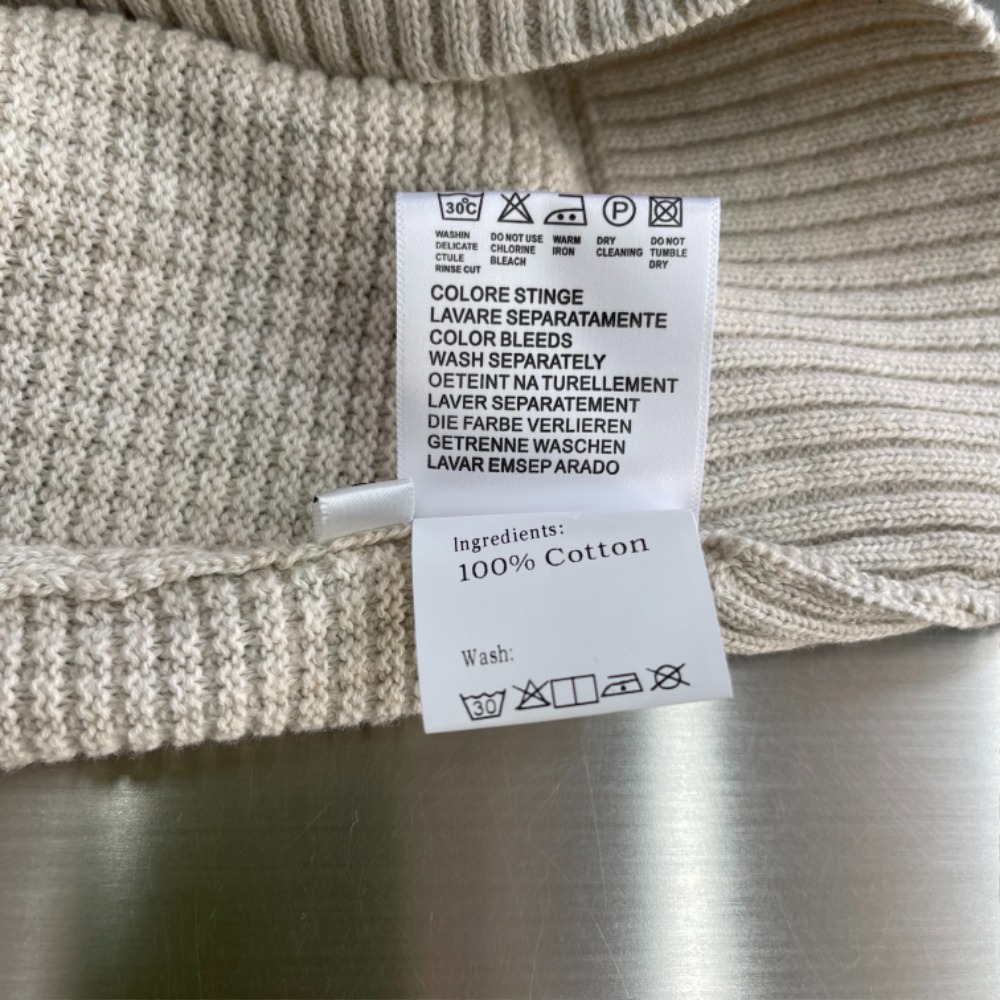 30C
P
WASHIN DELICATE CTULE RINSE CUT
DO NOT USE CHLORINE BLEACH
WARM IRON
DRY CLEANING
DO NOT TUMBLE DRY
COLORE STINGE
LAVARE SEPARATAMENTE
COLOR BLEEDS
WASH SEPARATELY
OETEINT NA TURELLEMENT
LAVER SEPARATEMENT
DIE FARBE VERLIEREN
GETRENNE WASCHEN
LAVAR EMSEP ARADO
Ingredients:
100% Cotton
Wash:
30